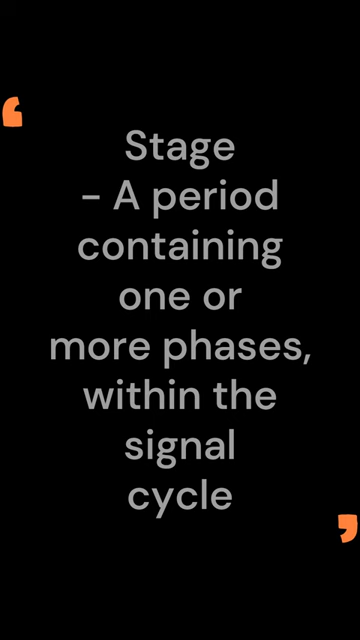 Stage
- A period
containing
one or
more phases,
within the
signal
cycle